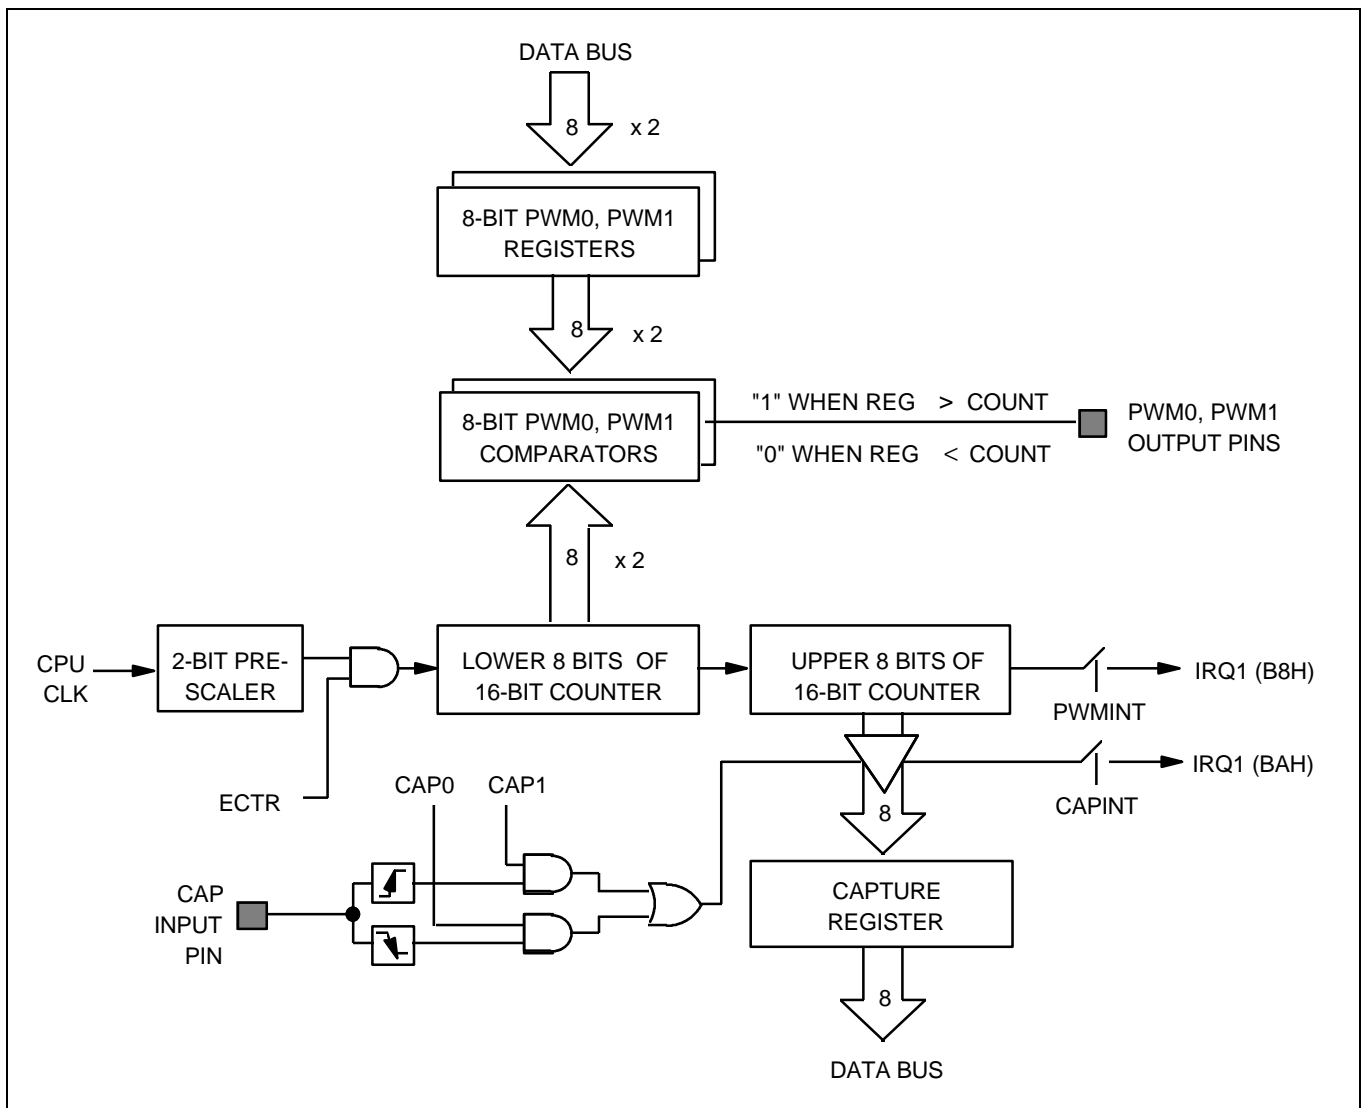 DATA BUS
8 x 2
8-BIT PWM0, PWM1
REGISTERS
8 x 2
8-BIT PWM0, PWM1
COMPARATORS
"1" WHEN REG > COUNT
"0" WHEN REG < COUNT
PWM0, PWM1
OUTPUT PINS
8 x 2
CPU
CLK
2-BIT PRE-
SCALER
LOWER 8 BITS OF
16-BIT COUNTER
UPPER 8 BITS OF
16-BIT COUNTER
PWMINT
IRQ1 (B8H)
ECTR
CAP0
CAP1
CAPINT
IRQ1 (BAH)
8
CAP
INPUT
PIN
CAPTURE
REGISTER
8
DATA BUS